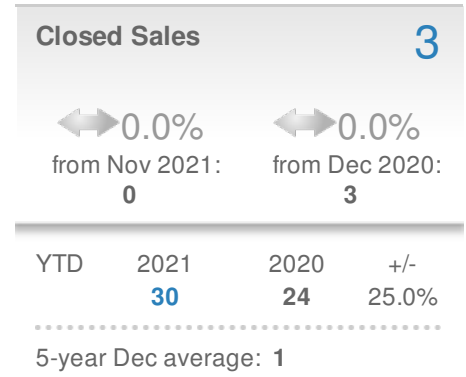 Closed Sales 3
0.0% 0.0%
from Nov 2021: from Dec 2020:
0 3
YTD 2021 2020 +/-
30 24 25.0%
5-year Dec average: 1